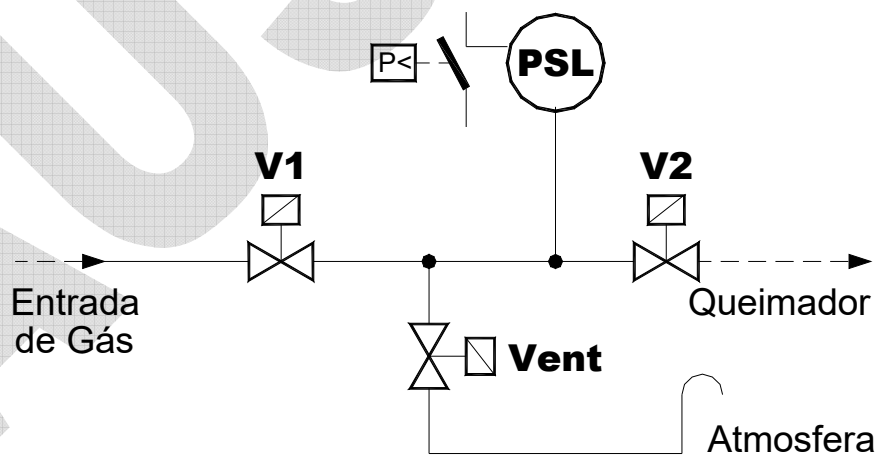 P<
PSL
V1
V2
Entrada
de Gás
Queimador
Vent
Atmosfera